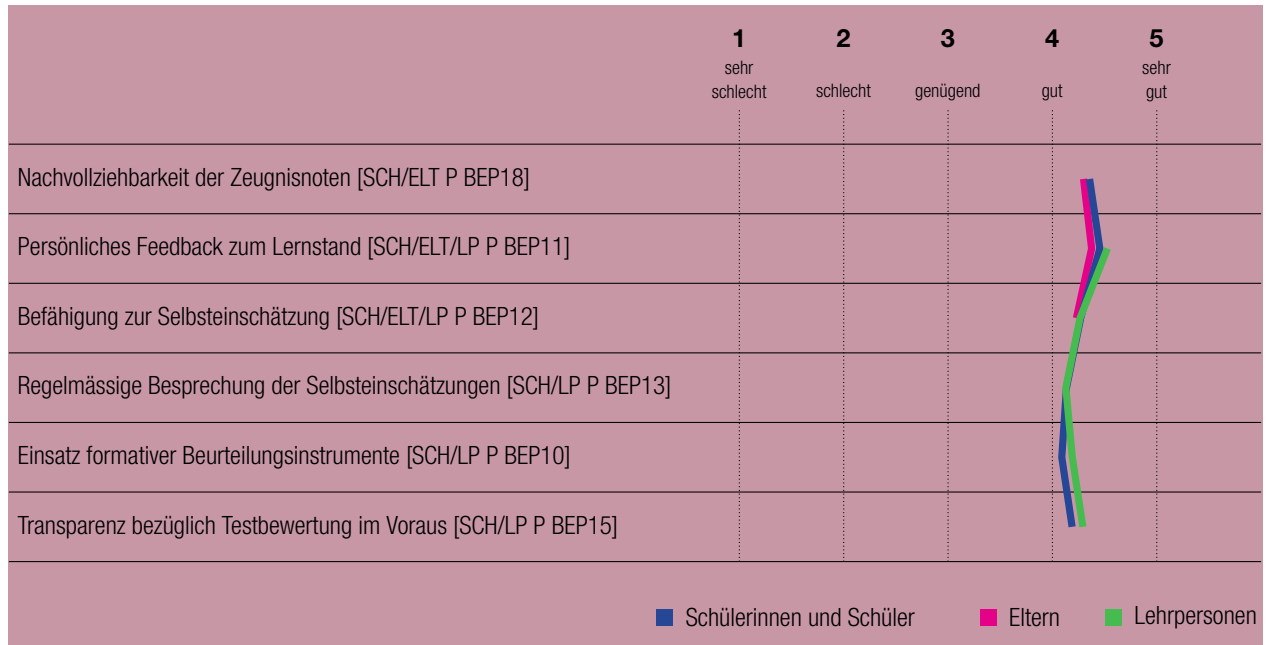 1 2 3 4 5
sehr sehr
schlecht schlecht genügend gut gut
Nachvollziehbarkeit der Zeugnisnoten [SCH/ELT P BEP18]
Persönliches Feedback zum Lernstand [SCH/ELT/LP P BEP11]
Befähigung zur Selbsteinschätzung [SCH/ELT/LP P BEP12]
Regelmässige Besprechung der Selbsteinschätzungen [SCH/LP P BEP13]
Einsatz formativer Beurteilungsinstrumente [SCH/LP P BEP10]
Transparenz bezüglich Testbewertung im Voraus [SCH/LP P BEP15]
Schülerinnen und Schüler Eltern Lehrpersonen